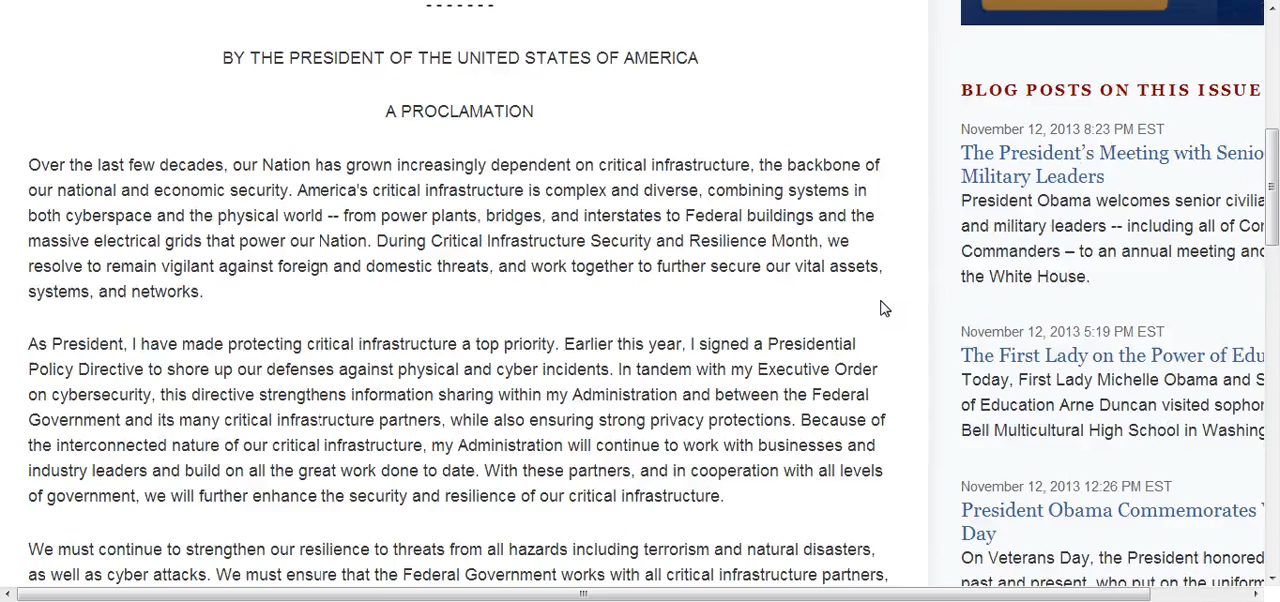 - - - - - - -
BY THE PRESIDENT OF THE UNITED STATES OF AMERICA
A PROCLAMATION
Over the last few decades, our Nation has grown increasingly dependent on critical infrastructure, the backbone of
our national and economic security. America's critical infrastructure is complex and diverse, combining systems in
both cyberspace and the physical world -- from power plants, bridges, and interstates to Federal buildings and the
massive electrical grids that power our Nation. During Critical Infrastructure Security and Resilience Month, we
resolve to remain vigilant against foreign and domestic threats, and work together to further secure our vital assets,
systems, and networks.
As President, I have made protecting critical infrastructure a top priority. Earlier this year, I signed a Presidential
Policy Directive to shore up our defenses against physical and cyber incidents. In tandem with my Executive Order
on cybersecurity, this directive strengthens information sharing within my Administration and between the Federal
Government and its many critical infrastructure partners, while also ensuring strong privacy protections. Because of
the interconnected nature of our critical infrastructure, my Administration will continue to work with businesses and
industry leaders and build on all the great work done to date. With these partners, and in cooperation with all levels
of government, we will further enhance the security and resilience of our critical infrastructure.
We must continue to strengthen our resilience to threats from all hazards including terrorism and natural disasters,
as well as cyber attacks. We must ensure that the Federal Government works with all critical infrastructure partners,
BLOG POSTS ON THIS ISSUE
November 12, 2013 8:23 PM EST
The President's Meeting with Senio
Military Leaders
President Obama welcomes senior civilia
and military leaders -- including all of Co
Commanders – to an annual meeting and
the White House.
November 12, 2013 5:19 PM EST
The First Lady on the Power of Edu
Today, First Lady Michelle Obama and S
of Education Arne Duncan visited sopho
Bell Multicultural High School in Washing
November 12, 2013 12:26 PM EST
President Obama Commemorates
Day
On Veterans Day, the President honored
past and present, who put on the uniform